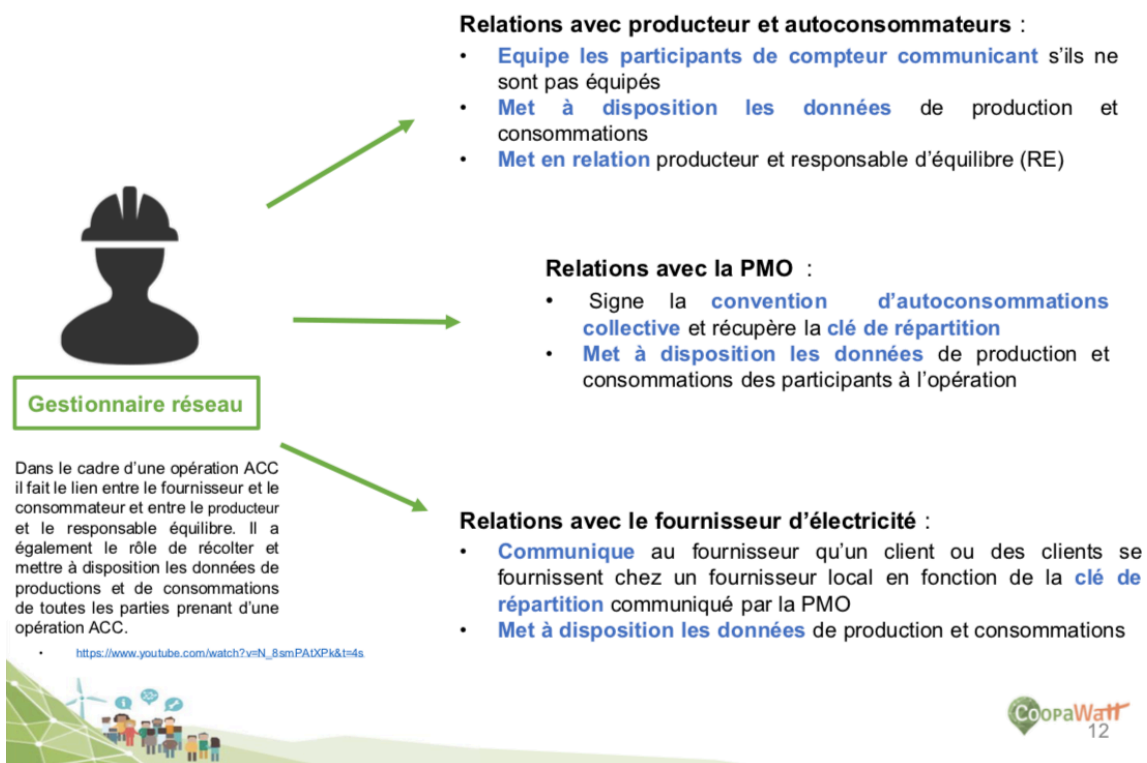 Relations avec producteur et autoconsommateurs :
• Equipe les participants de compteur communicant s'ils ne
sont pas équipés
• Met à disposition les données de production et
consommations
• Met en relation producteur et responsable d'équilibre (RE)
Relations avec la PMO :
• Signe la convention d'autoconsommations
collective et récupère la clé de répartition
• Met à disposition les données de production et
consommations des participants à l'opération
Gestionnaire réseau
Dans le cadre d'une opération ACC
il fait le lien entre le fournisseur et le
consommateur et entre le producteur
et le responsable équilibre. Il a
également le rôle de récolter et
mettre à disposition les données de
productions et de consommations
de toutes les parties prenant d'une
opération ACC.
• https://www.youtube.com/watch?v=N_8smPAtXPk&t=4s
Relations avec le fournisseur d'électricité :
• Communique au fournisseur qu'un client ou des clients se
fournissent chez un fournisseur local en fonction de la clé de
répartition communiqué par la PMO
• Met à disposition les données de production et consommations
CoopaWatt
12